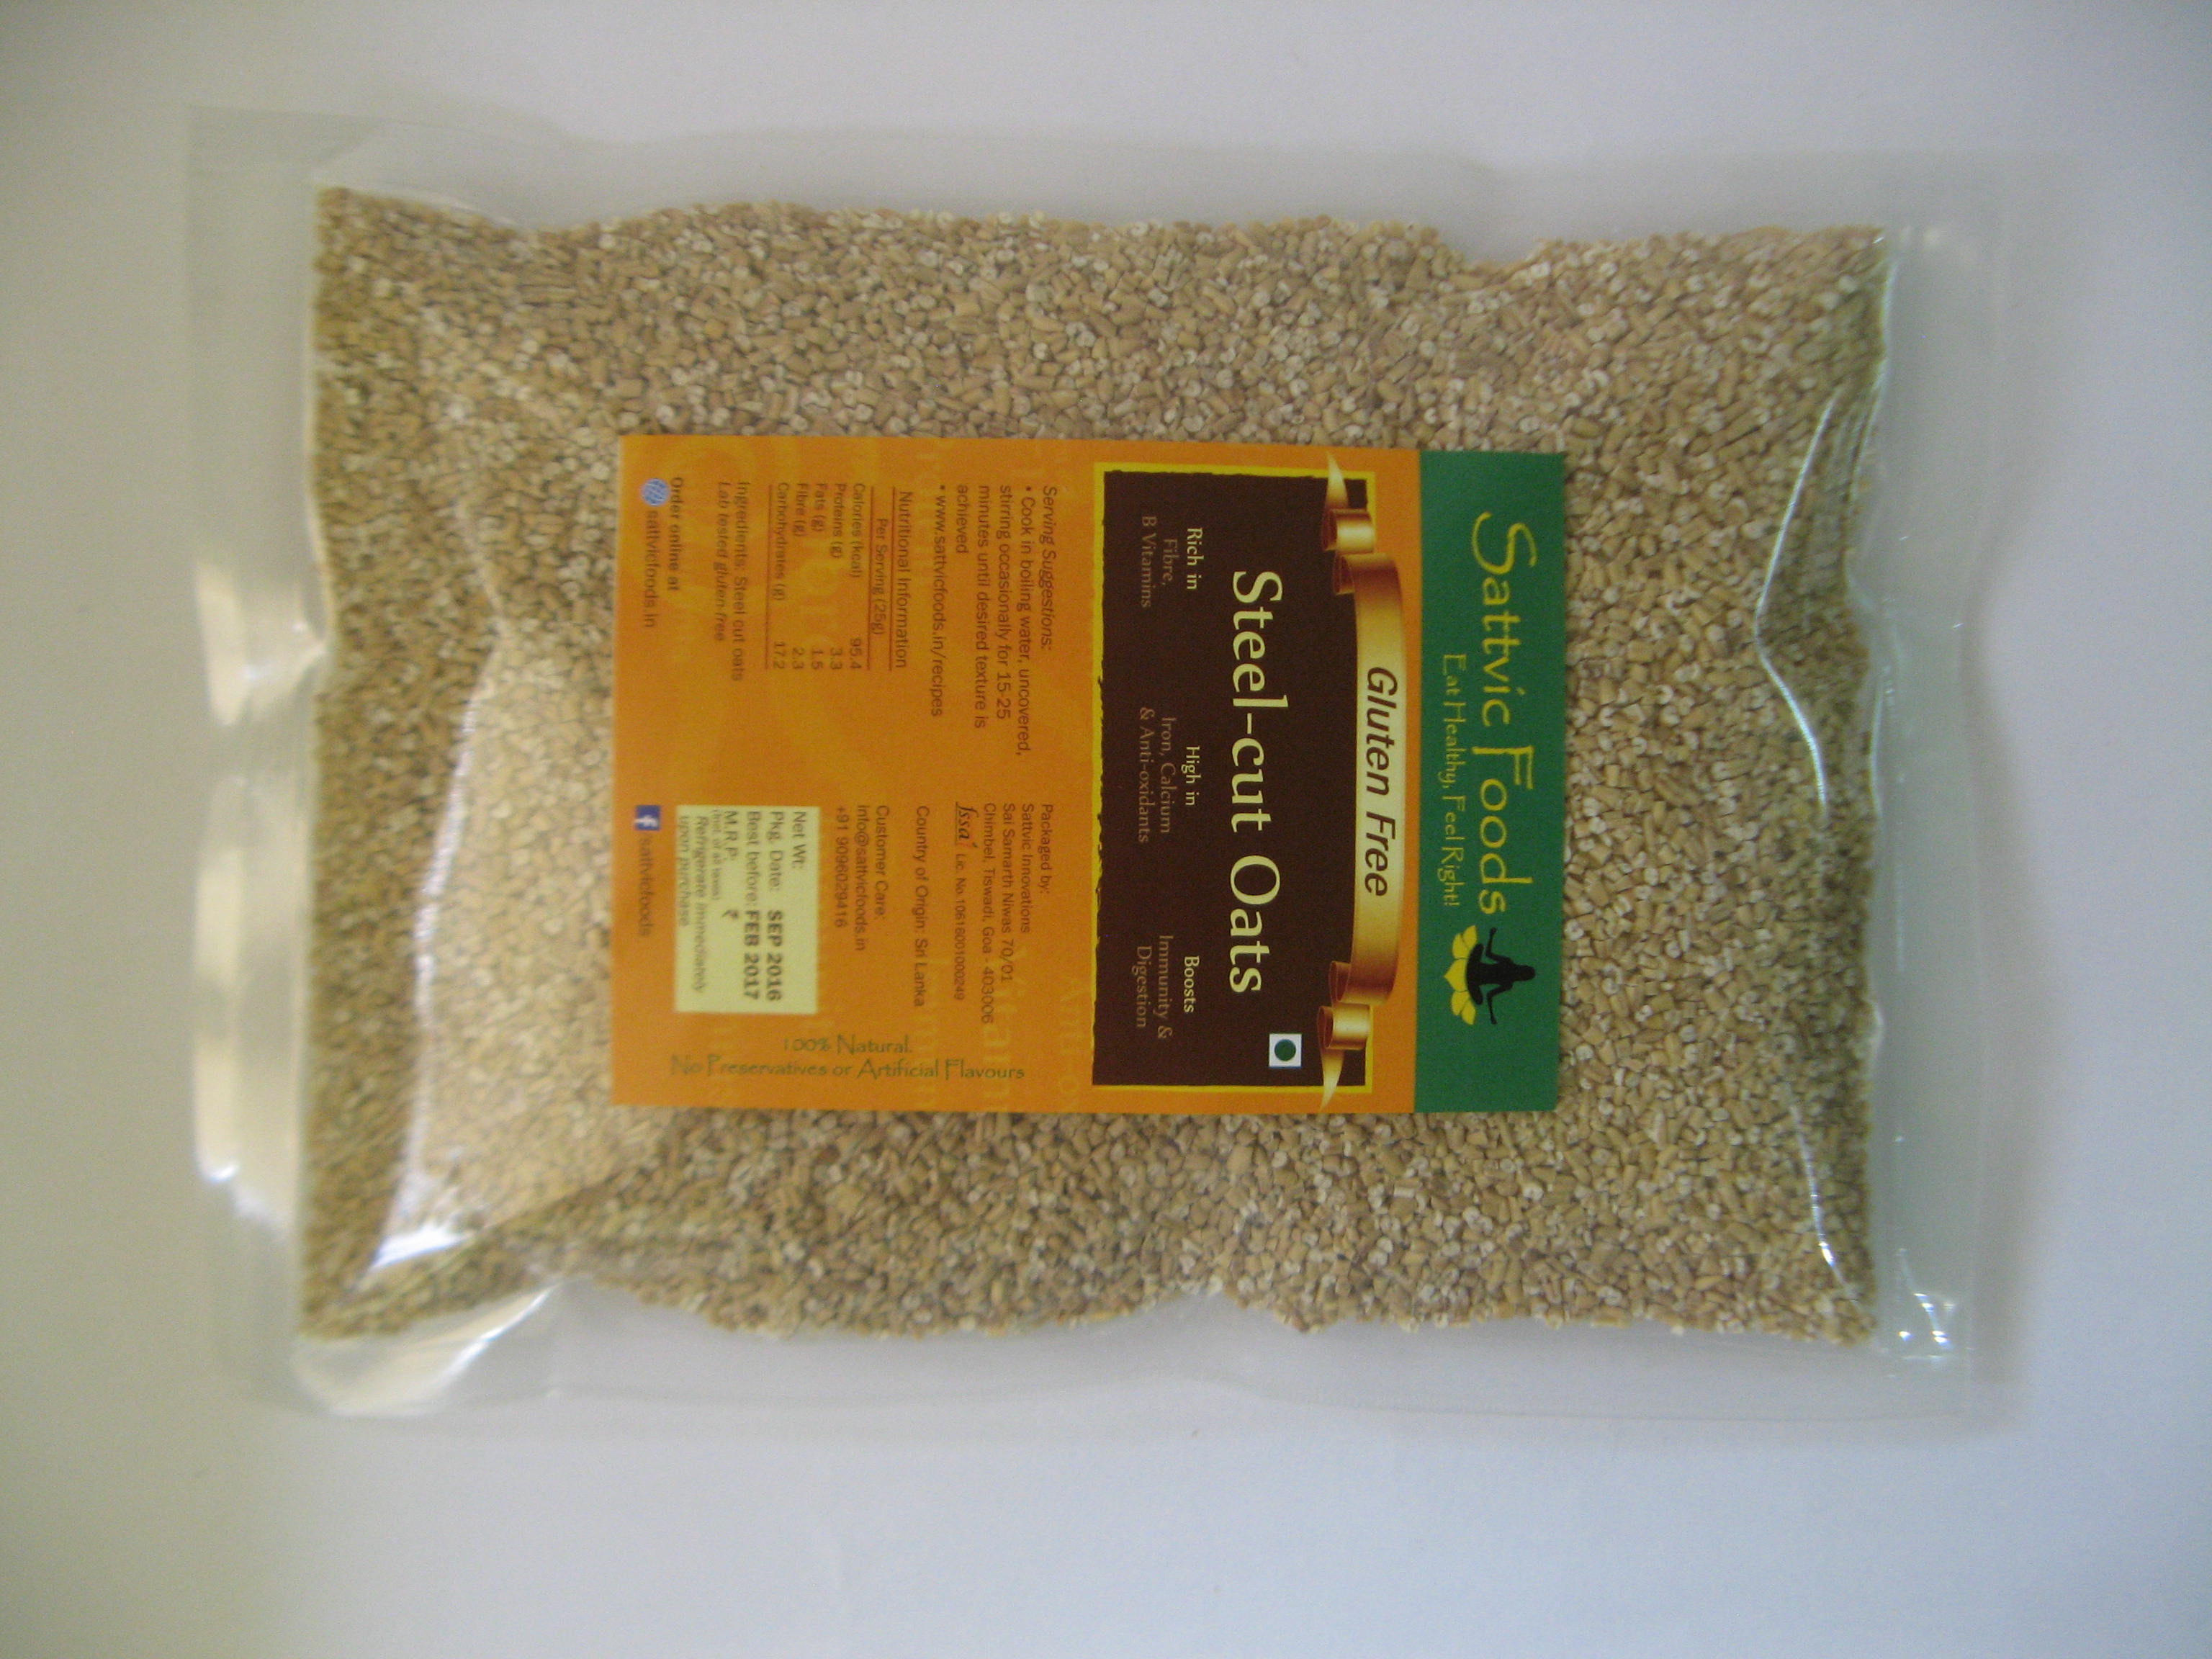 Sattvic Foods
Eat Healthy, Feel Right!
Gluten Free
Steel-cut Oats
Rich in
Fibre,
B Vitamins
High in
Iron, Calcium
& Anti-oxidants
Boosts
Immunity &
Digestion
Serving Suggestions:
• Cook in boiling water, uncovered,
stirring occasionally for 15-25
minutes until desired texture is
achieved
• www.sattvicfoods.in/recipes
Nutritional Information
Per Serving (25g)
Calories (kcal) 95.4
Proteins (g) 3.3
Fats (g) 1.5
Fibre (g) 2.3
Carbohydrates (g) 17.2
Ingredients: Steel cut oats
Lab tested gluten-free
Order online at
sattvicfoods.in
Packaged by:
Sattvic Innovations
Sai Samarth Niwas 70/01
Chimbel, Tiswadi, Goa - 403006
fssai Lic. No.10618001000249
Country of Origin: Sri Lanka
Customer Care:
info@sattvicfoods.in
+91 9096029416
Net Wt:
Pkg. Date: SEP 2016
Best before: FEB 2017
M.R.P: ₹
(incl. of all taxes)
Refrigerate immediately
upon purchase
/sattvicfoods
100% Natural.
No Preservatives or Artificial Flavours